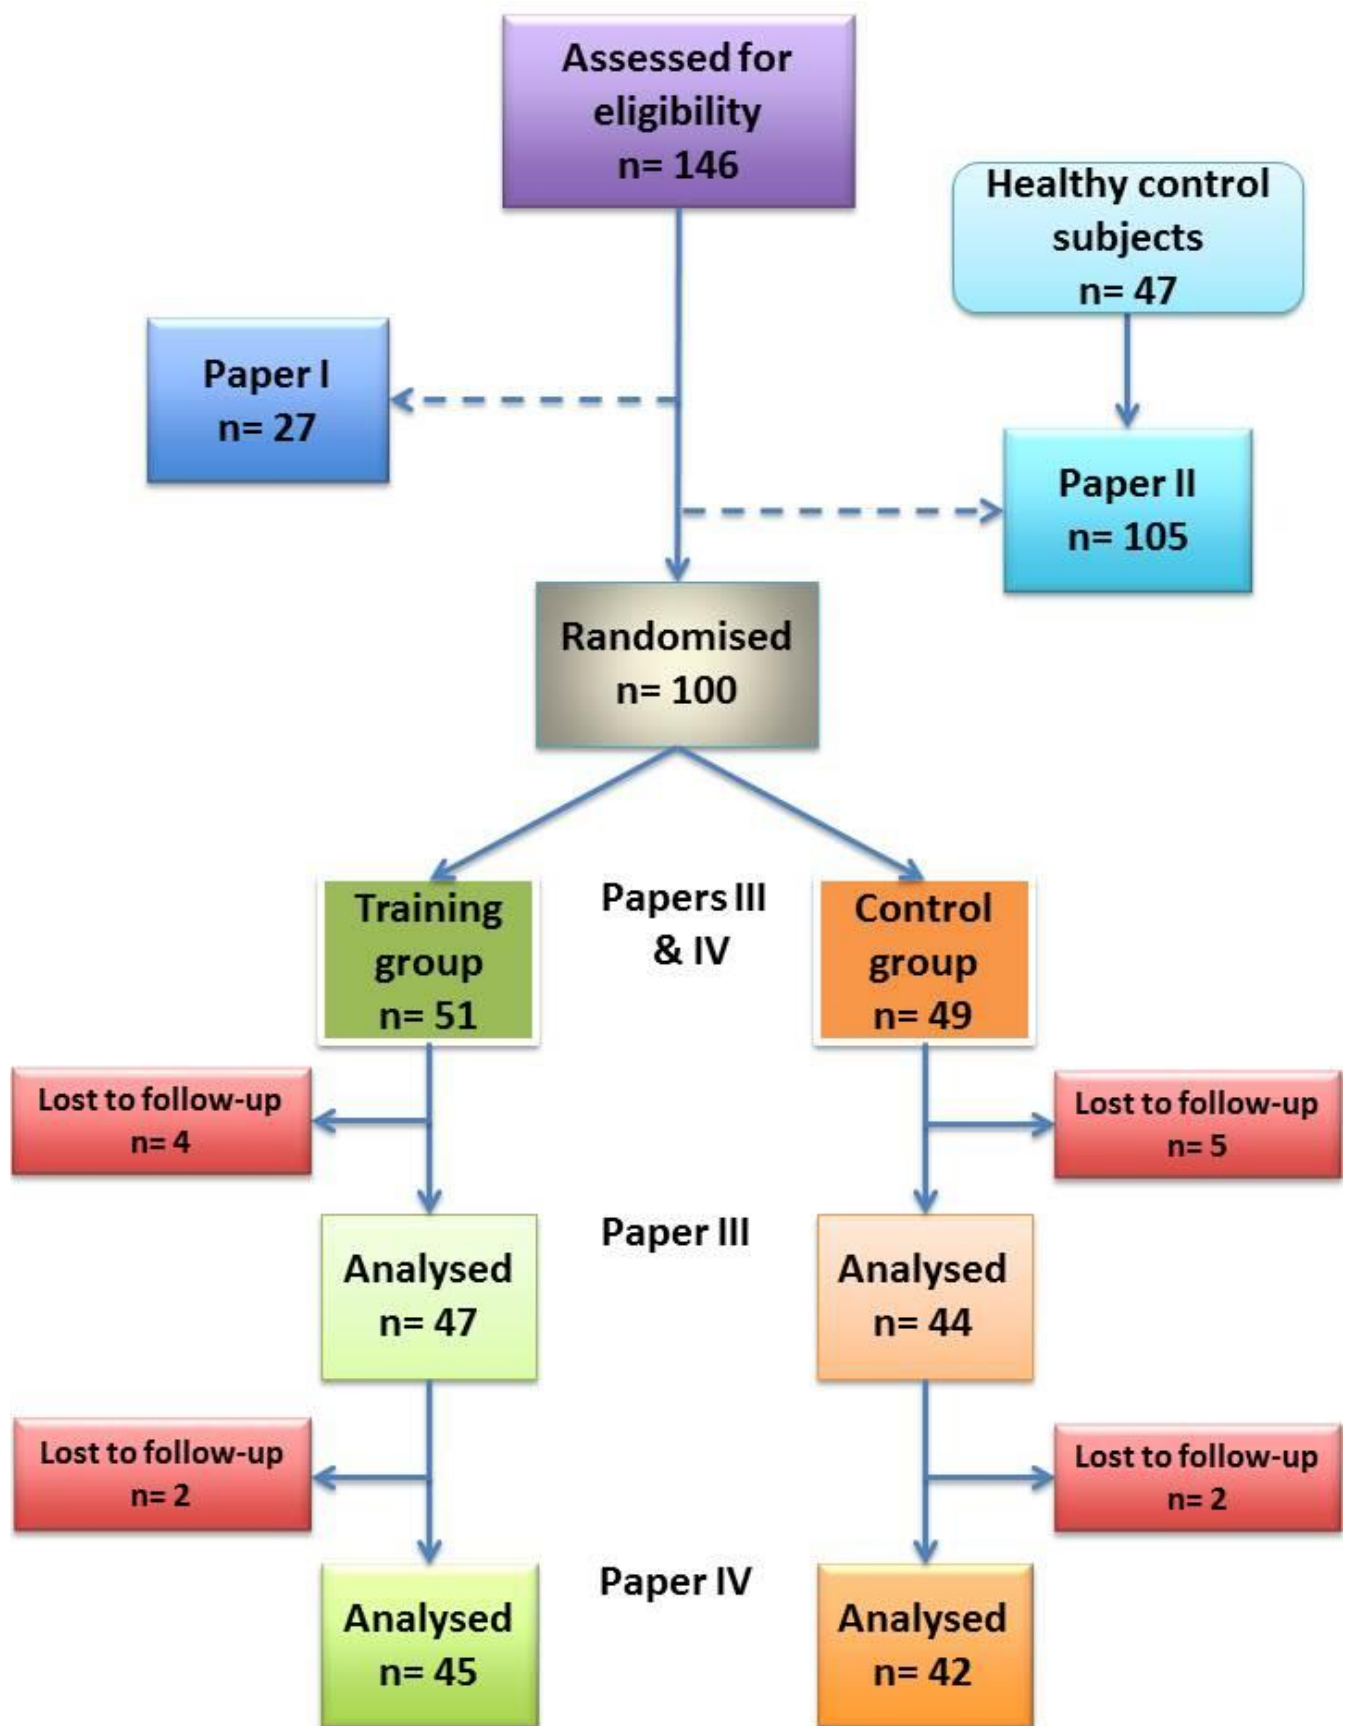 Assessed for
eligibility
n= 146
Healthy control
subjects
n= 47
Paper I
n= 27
Paper II
n= 105
Randomised
n= 100
Training
group
n= 51
Papers III
& IV
Control
group
n= 49
Lost to follow-up
n= 4
Lost to follow-up
n= 5
Analysed
n= 47
Paper III
Analysed
n= 44
Lost to follow-up
n= 2
Lost to follow-up
n= 2
Analysed
n= 45
Paper IV
Analysed
n= 42